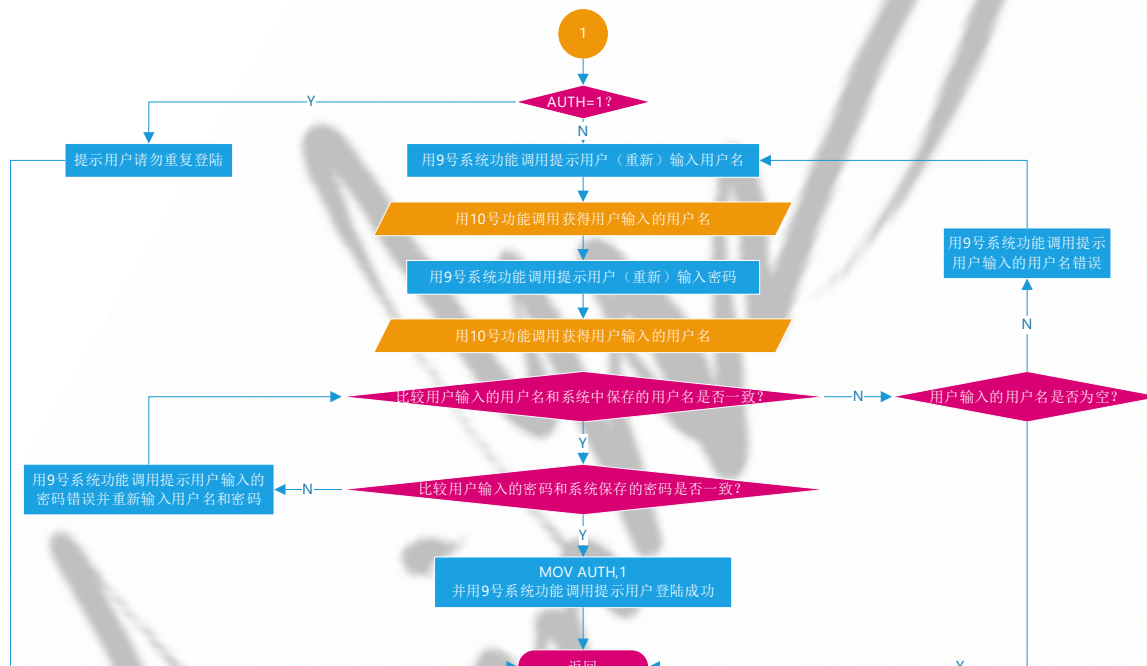 1
AUTH=1？
Y
N
提示用户请勿重复登陆
用9号系统功能调用提示用户（重新）输入用户名
用10号功能调用获得用户输入的用户名
用9号系统功能调用提示
用户输入的用户名错误
用9号系统功能调用提示用户（重新）输入密码
用10号功能调用获得用户输入的用户名
N
比较用户输入的用户名和系统中保存的用户名是否一致？
N
用户输入的用户名是否为空？
Y
用9号系统功能调用提示用户输入的
密码错误并重新输入用户名和密码
N
比较用户输入的密码和系统保存的密码是否一致？
Y
MOV AUTH,1
并用9号系统功能调用提示用户登陆成功
返回
Y